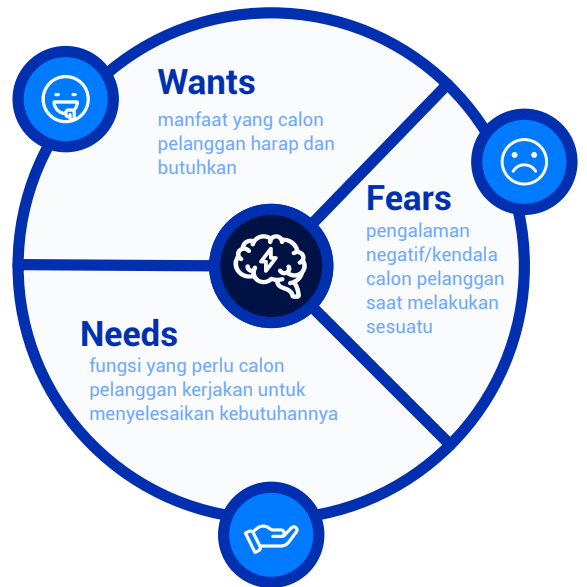 Wants
manfaat yang calon
pelanggan harap dan
butuhkan
Fears
pengalaman
negatif/kendala
calon pelanggan
saat melakukan
sesuatu
Needs
fungsi yang perlu calon
pelanggan kerjakan untuk
menyelesaikan kebutuhannya